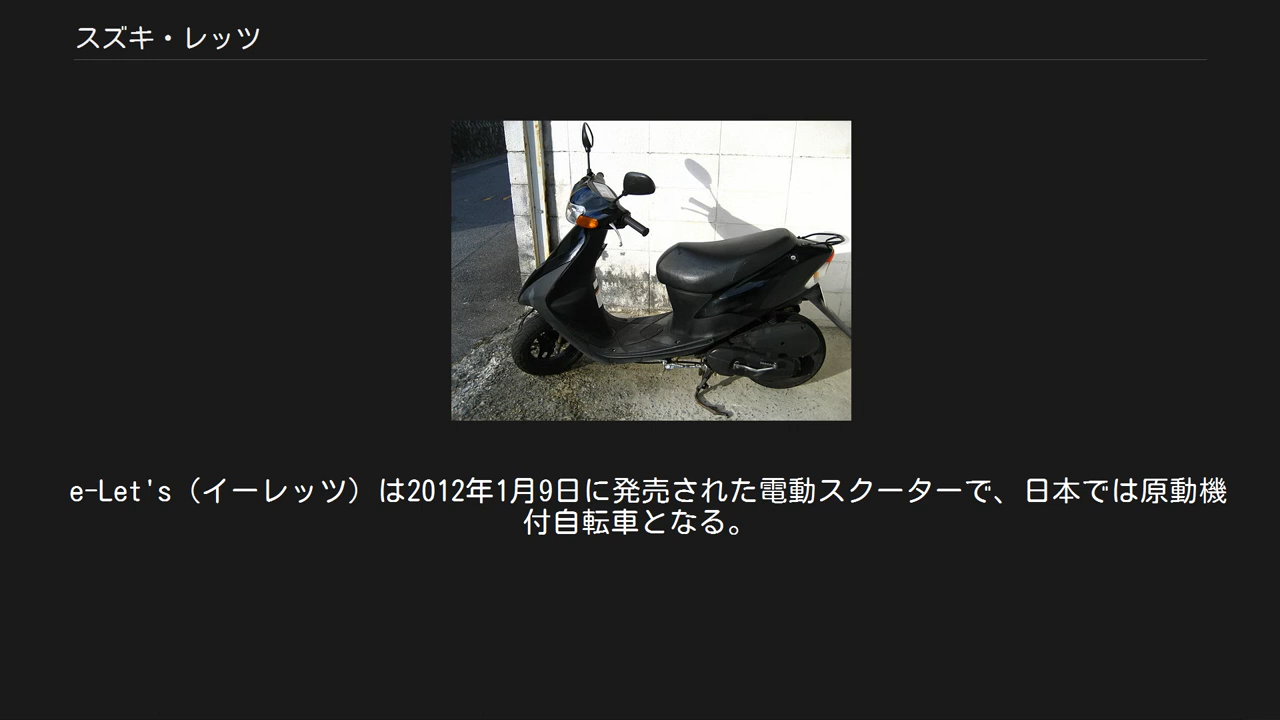 スズキ・レッツ
e-Let's（イーレッツ）は2012年1月9日に発売された電動スクーターで、日本では原動機
付自転車となる。